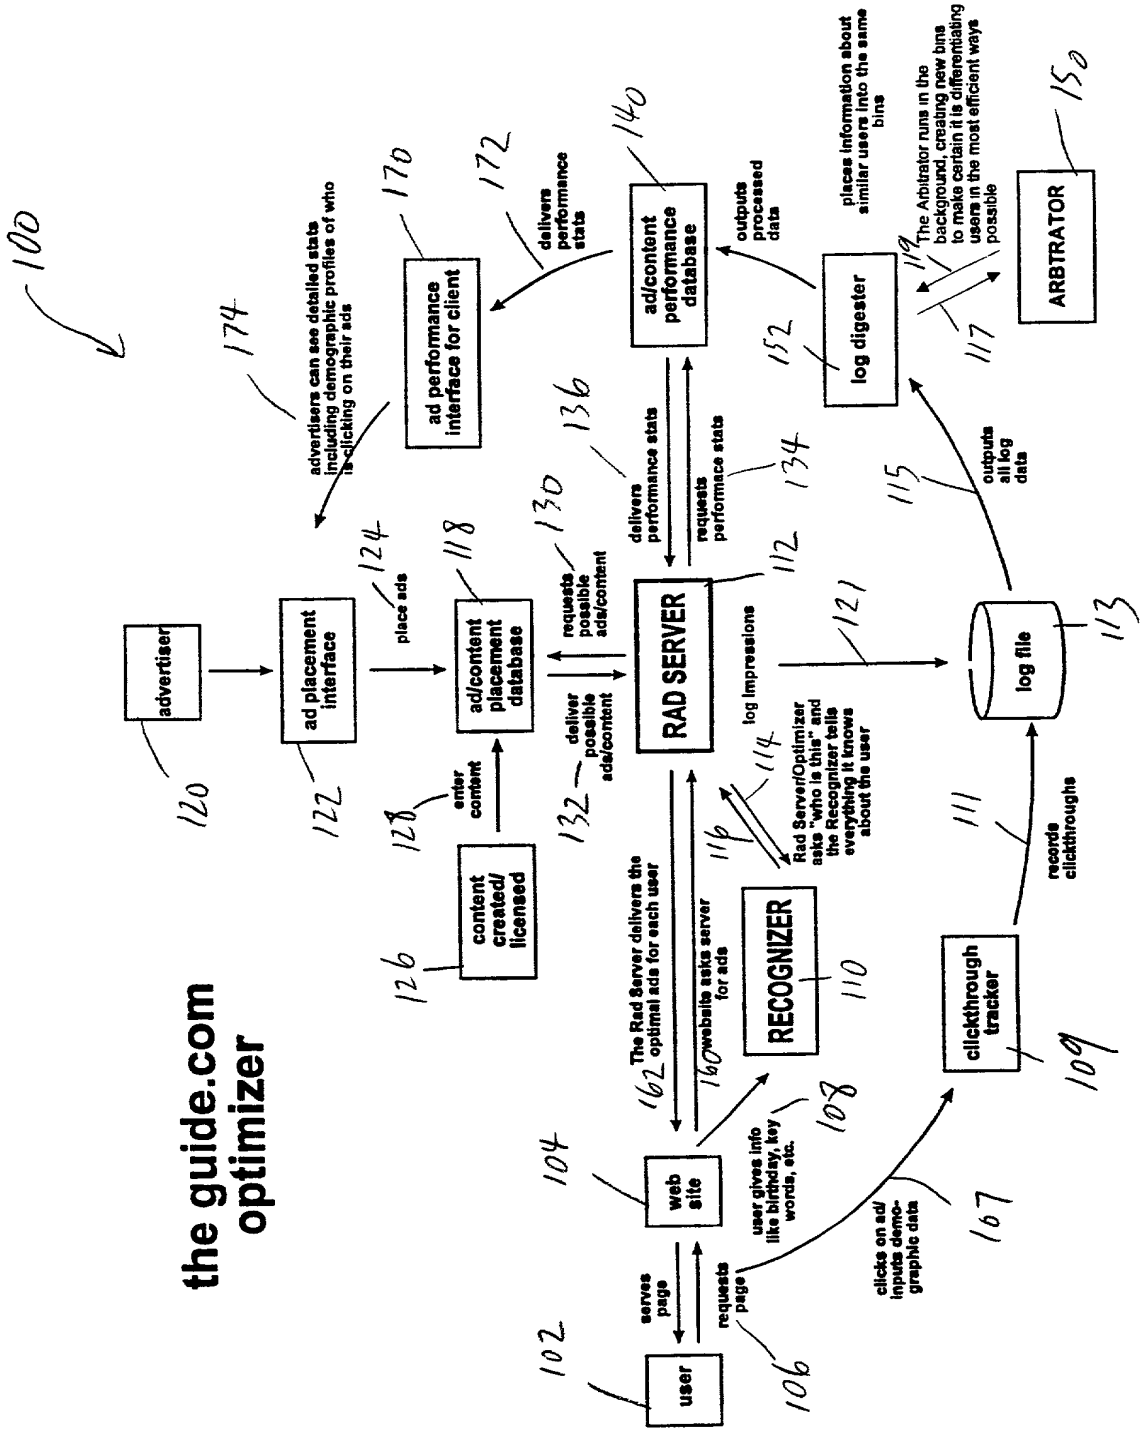 the guide.com
optimizer
100
120
advertiser
122
ad placement
interface
174
advertisers can see detailed stats
including demographic profiles of who
is clicking on their ads
124
place ads
170
ad performance
interface for client
172
delivers
performance
stats
126
content
created/
licensed
128
enter
content
118
ad/content
placement
database
132
deliver
possible
ads/content
130
requests
possible
ads/content
136
delivers
performance stats
140
ad/content
performance
database
102
user
serves
page
requests
page
106
104
web
site
The Rad Server delivers the
optimal ads for each user
162
160
website asks server
for ads
RAD SERVER
112
requests
performace stats
134
outputs
processed
data
user gives info
like birthday, key
words, etc.
108
RECOGNIZER
110
116
114
Rad Server/Optimizer
asks "who is this" and
the Recognizer tells
everything it knows
about the user
log impressions
121
152
log digester
places information about
similar users into the same
bins
119
117
The Arbitrator runs in the
background, creating new bins
to make certain it is differentiating
users in the most efficient ways
possible
clicks on ad/
inputs demo-
graphic data
107
clickthrough
tracker
109
111
records
clickthroughs
log file
113
115
outputs
all log
data
ARBTRATOR
150